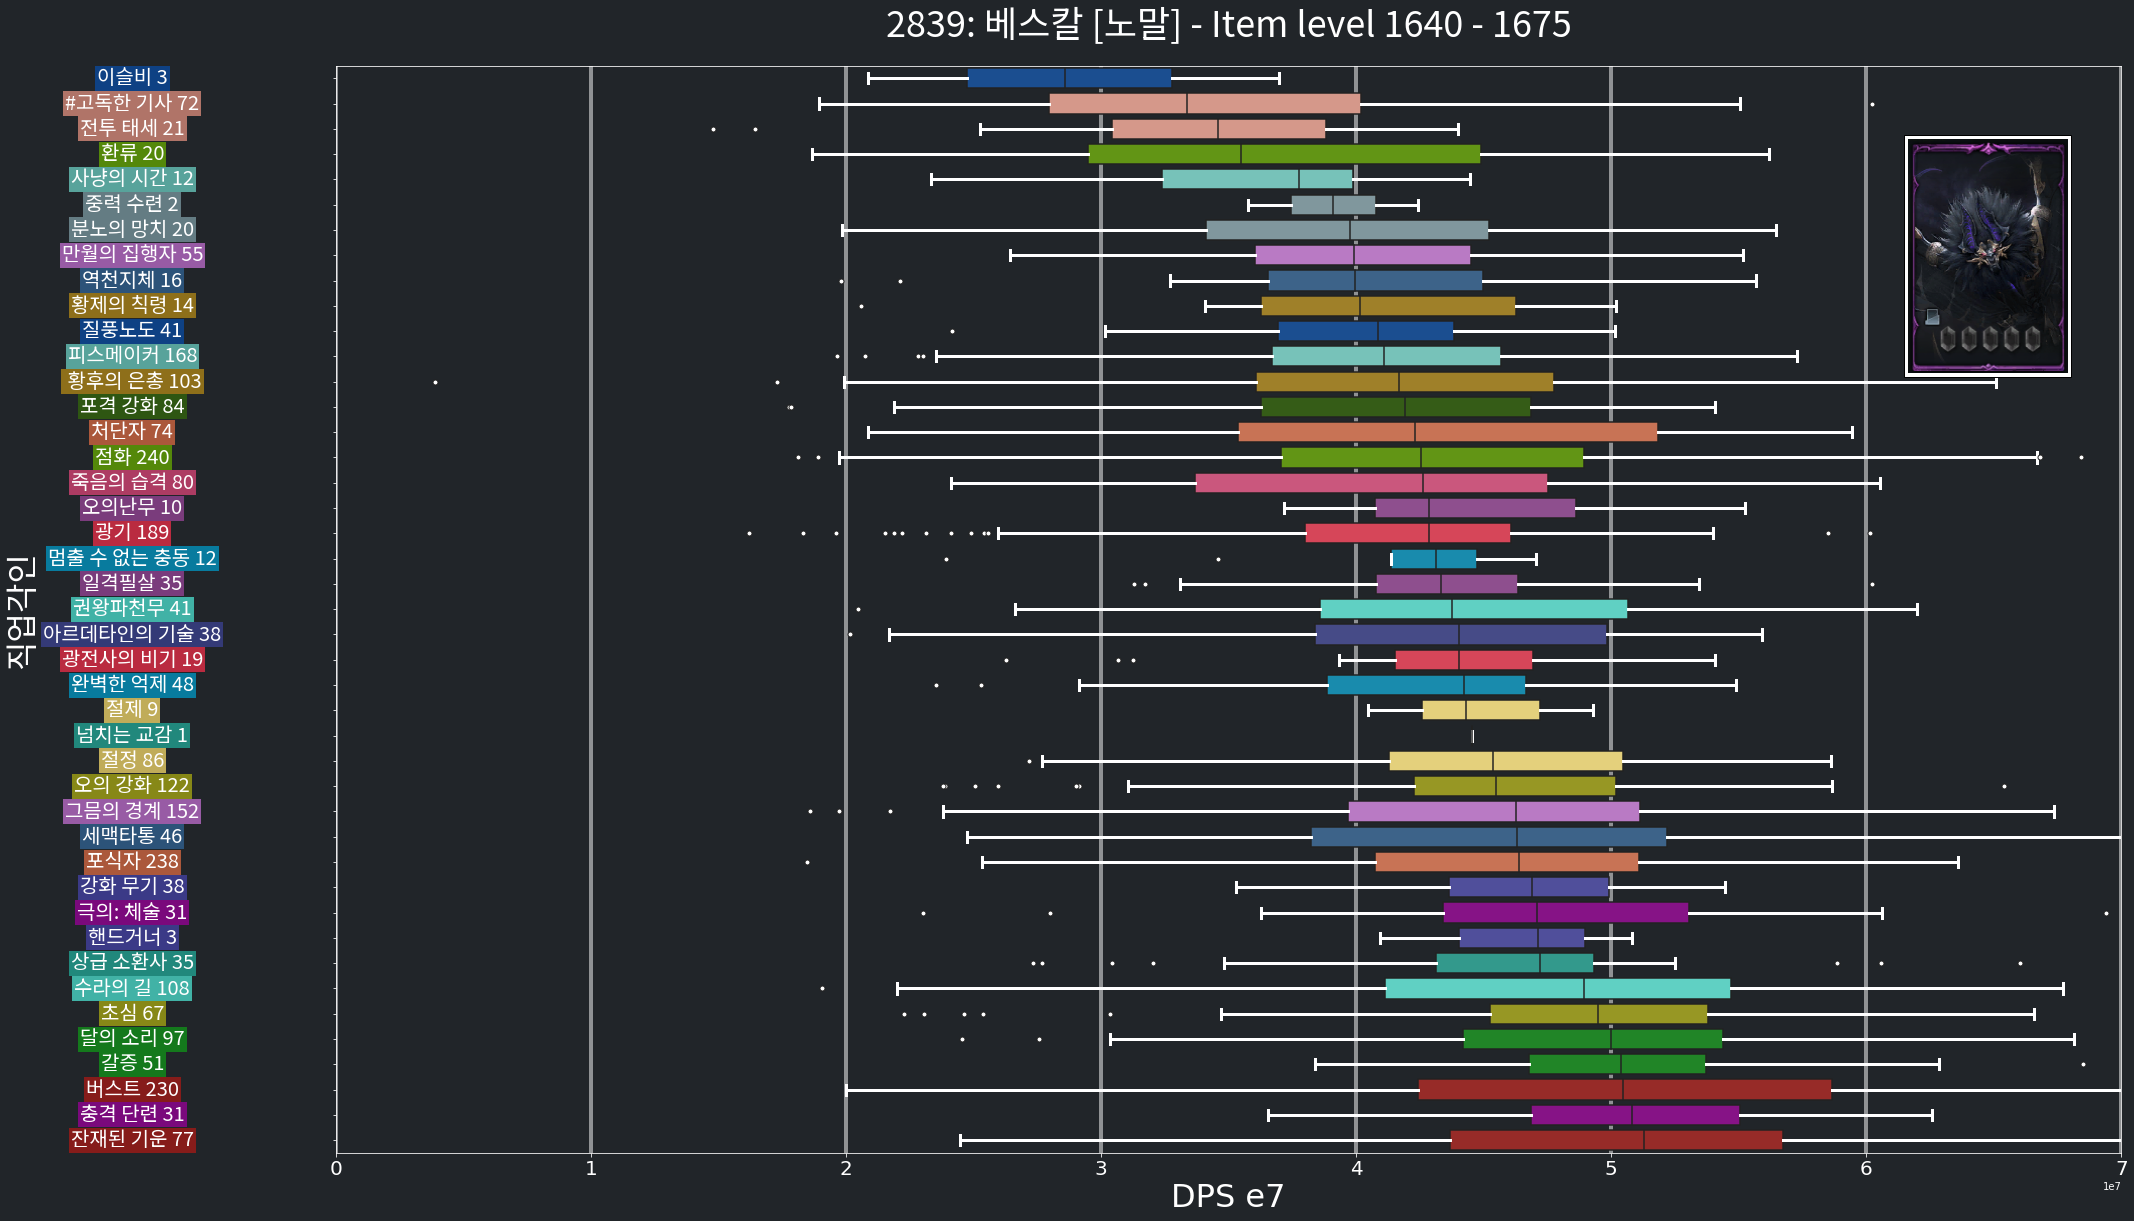 2839: 베스칼 [노말] - Item level 1640 - 1675
직업각인
이슬비 3
#고독한 기사 72
전투 태세 21
환류 20
사냥의 시간 12
중력 수련 2
분노의 망치 20
만월의 집행자 55
역천지체 16
황제의 칙령 14
질풍노도 41
피스메이커 168
황후의 은총 103
포격 강화 84
처단자 74
점화 240
죽음의 습격 80
오의난무 10
광기 189
멈출 수 없는 충동 12
일격필살 35
권왕파천무 41
아르데타인의 기술 38
광전사의 비기 19
완벽한 억제 48
절제 9
넘치는 교감 1
절정 86
오의 강화 122
그믐의 경계 152
세맥타통 46
포식자 238
강화 무기 38
극의: 체술 31
핸드거너 3
상급 소환사 35
수라의 길 108
초심 67
달의 소리 97
갈증 51
버스트 230
충격 단련 31
잔재된 기운 77
0 1 2 3 4 5 6 7
1e7
DPS e7